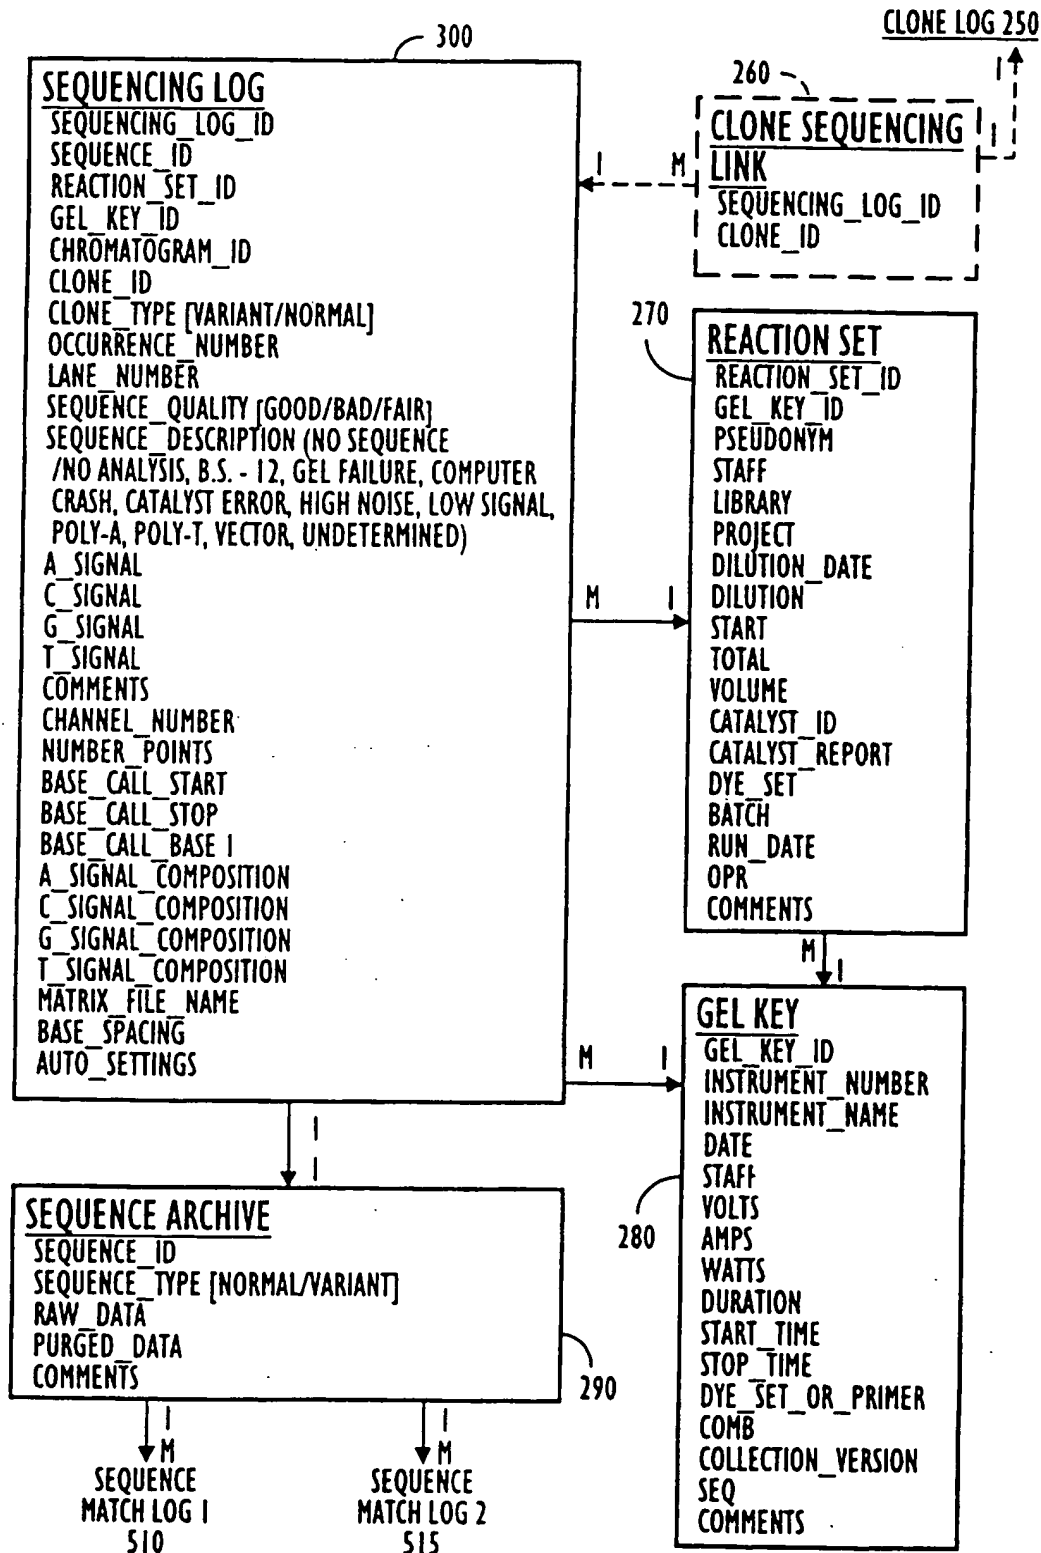 CLONE LOG 250
300
SEQUENCING LOG
SEQUENCING_LOG_ID
SEQUENCE_ID
REACTION_SET_ID
GEL_KEY_ID
CHROMATOGRAM_ID
CLONE_ID
CLONE_TYPE [VARIANT/NORMAL]
OCCURRENCE_NUMBER
LANE_NUMBER
SEQUENCE_QUALITY [GOOD/BAD/FAIR]
SEQUENCE_DESCRIPTION (NO SEQUENCE
/NO ANALYSIS, B.S. - 12, GEL FAILURE, COMPUTER
CRASH, CATALYST ERROR, HIGH NOISE, LOW SIGNAL,
POLY-A, POLY-T, VECTOR, UNDETERMINED)
A_SIGNAL
C_SIGNAL
G_SIGNAL
T_SIGNAL
COMMENTS
CHANNEL_NUMBER
NUMBER_POINTS
BASE_CALL_START
BASE_CALL_STOP
BASE_CALL_BASE 1
A_SIGNAL_COMPOSITION
C_SIGNAL_COMPOSITION
G_SIGNAL_COMPOSITION
T_SIGNAL_COMPOSITION
MATRIX_FILE_NAME
BASE_SPACING
AUTO_SETTINGS
260
1
CLONE SEQUENCING
LINK
SEQUENCING_LOG_ID
CLONE_ID
1
1 M
270
REACTION SET
REACTION_SET_ID
GEL_KEY_ID
PSEUDONYM
STAFF
LIBRARY
PROJECT
DILUTION_DATE
DILUTION
START
TOTAL
VOLUME
CATALYST_ID
CATALYST_REPORT
DYE_SET
BATCH
RUN_DATE
OPR
COMMENTS
M 1
M 1
GEL KEY
GEL_KEY_ID
INSTRUMENT_NUMBER
INSTRUMENT_NAME
DATE
STAFF
VOLTS
AMPS
WATTS
DURATION
START_TIME
STOP_TIME
DYE_SET_OR_PRIMER
COMB
COLLECTION_VERSION
SEQ
COMMENTS
M 1
280
1
1
SEQUENCE ARCHIVE
SEQUENCE_ID
SEQUENCE_TYPE [NORMAL/VARIANT]
RAW_DATA
PURGED_DATA
COMMENTS
290
1
M
SEQUENCE
MATCH LOG 1
510
1
M
SEQUENCE
MATCH LOG 2
515